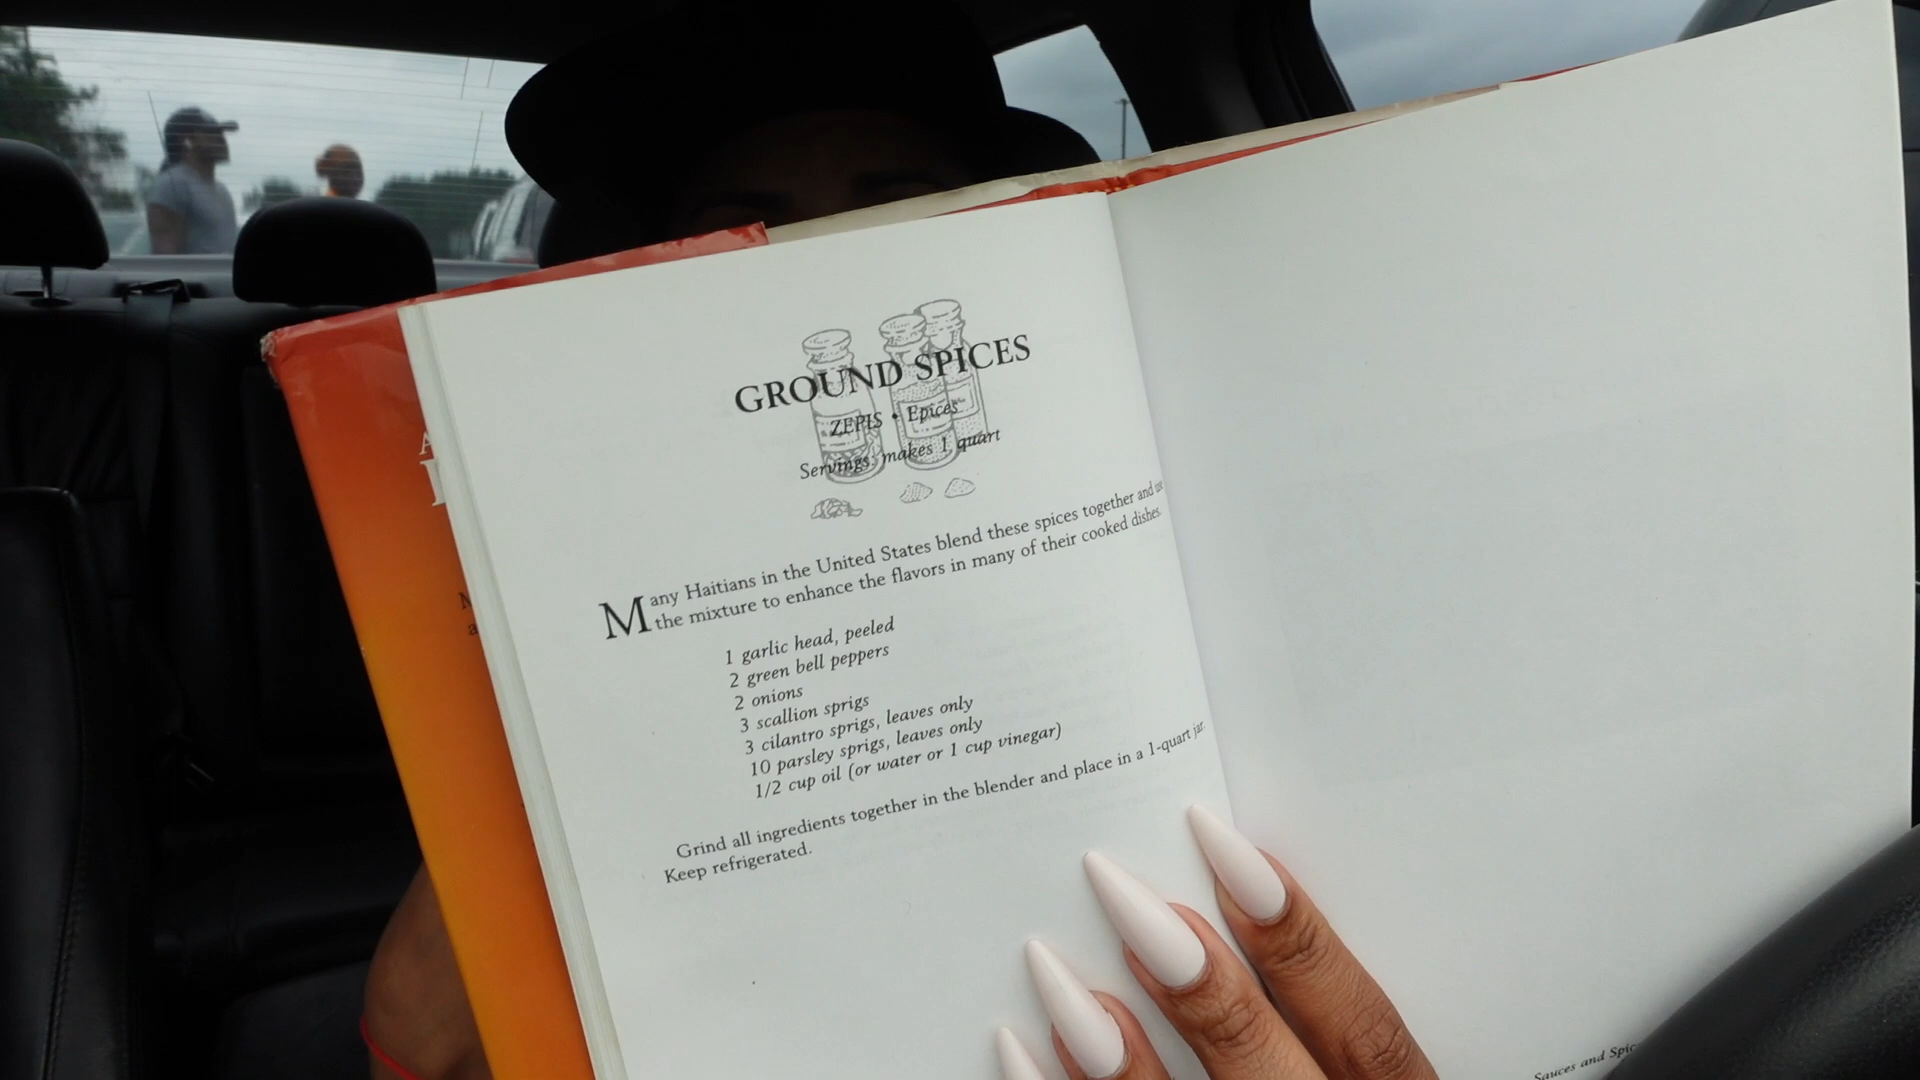 GROUND SPICES
ZEPIS • Epices
Servings: makes 1 quart
Many Haitians in the United States blend these spices together and use
the mixture to enhance the flavors in many of their cooked dishes.
1 garlic head, peeled
2 green bell peppers
2 onions
3 scallion sprigs
3 cilantro sprigs, leaves only
10 parsley sprigs, leaves only
1/2 cup oil (or water or 1 cup vinegar)
Grind all ingredients together in the blender and place in a 1-quart jar.
Keep refrigerated.
Sauces and